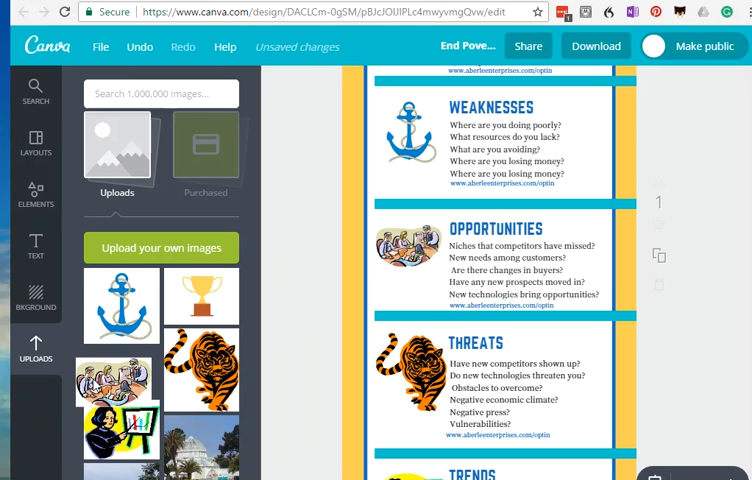 Secure
https://www.canva.com/design/DACLCm-0gSM/pBJcJOIJIPLc4mwyvmgQvw/edit
1
Canva
File
Undo
Redo
Help
Unsaved changes
End Pove...
Share
Download
Make public
SEARCH
LAYOUTS
ELEMENTS
TEXT
BKGROUND
UPLOADS
Search 1,000,000 images...
Uploads
Purchased
Upload your own images
www.aberleenterprises.com/optin
WEAKNESSES
Where are you doing poorly?
What resources do you lack?
What are you avoiding?
Where are you losing money?
Where are you losing money?
www.aberleenterprises.com/optin
OPPORTUNITIES
Niches that competitors have missed?
New needs among customers?
Are there changes in buyers?
Have any new prospects moved in?
New technologies bring opportunities?
www.aberleenterprises.com/optin
THREATS
Have new competitors shown up?
Do new technologies threaten you?
Obstacles to overcome?
Negative economic climate?
Negative press?
Vulnerabilities?
www.aberleenterprises.com/optin
TRENDS
1